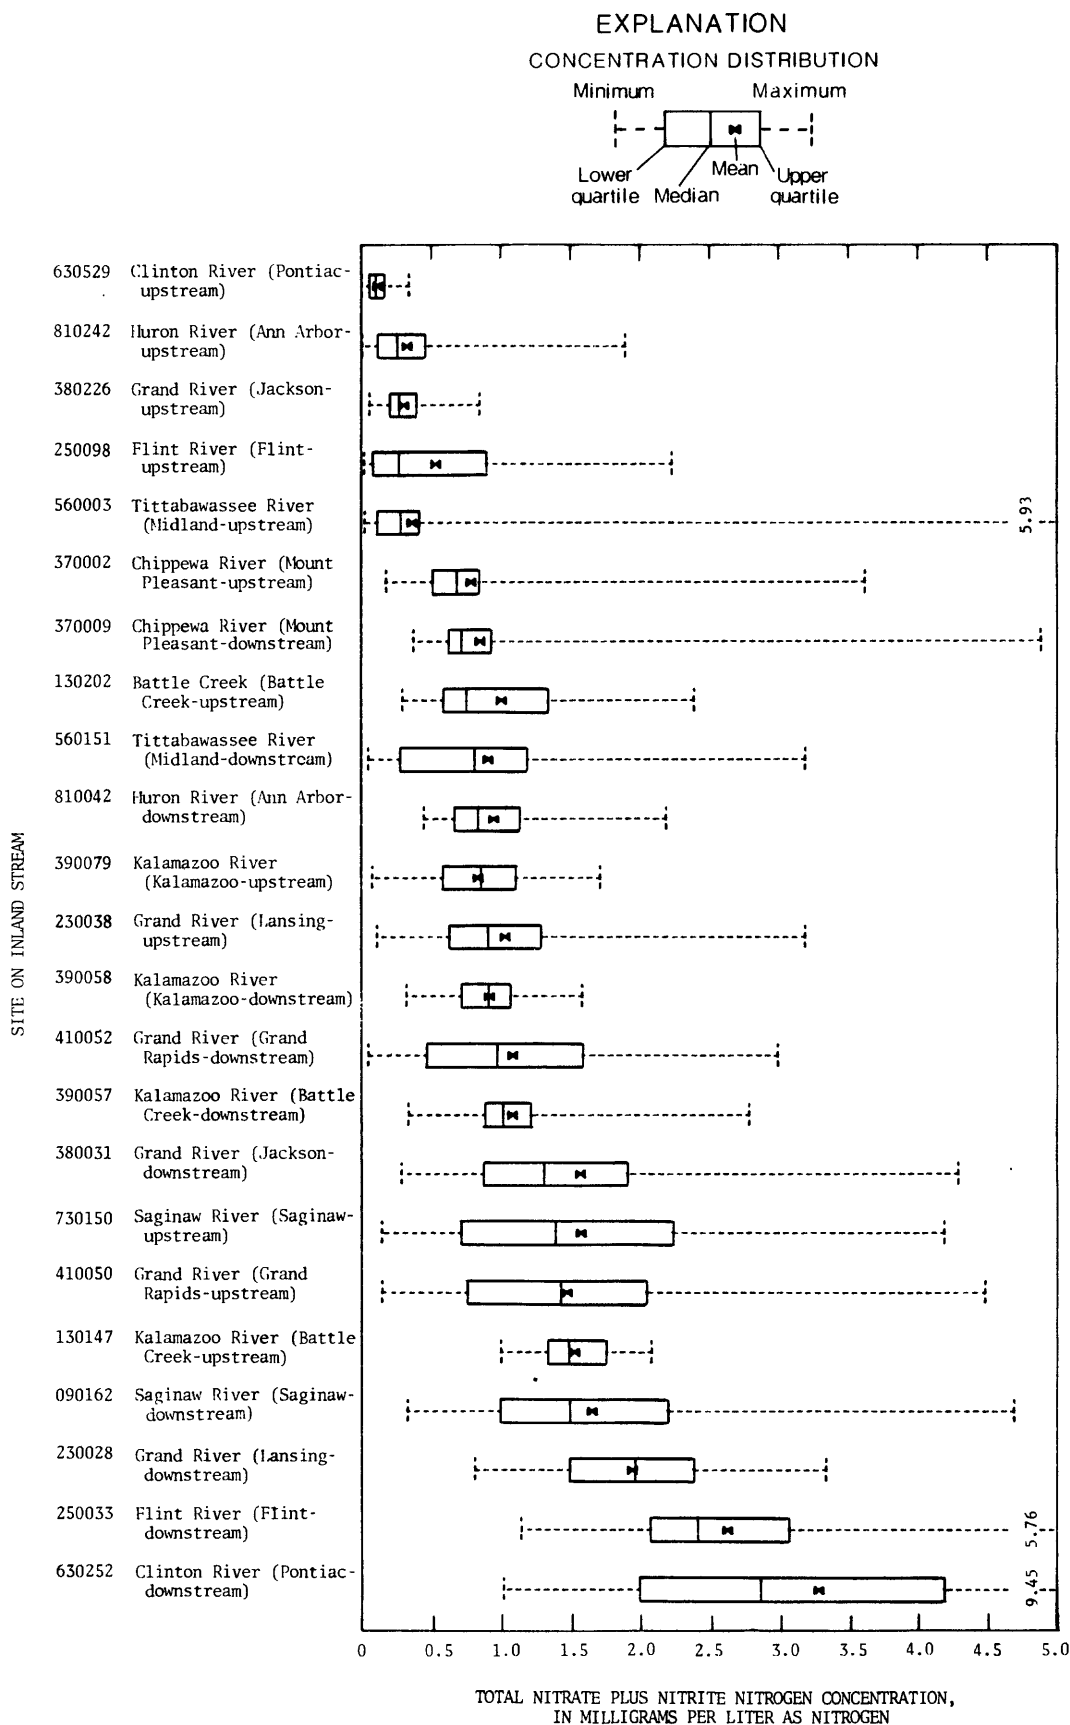 EXPLANATION
CONCENTRATION DISTRIBUTION
Minimum Maximum
Lower quartile Median Mean Upper quartile
SITE ON INLAND STREAM
630529 Clinton River (Pontiac-
upstream)
810242 Huron River (Ann Arbor-
upstream)
380226 Grand River (Jackson-
upstream)
250098 Flint River (Flint-
upstream)
560003 Tittabawassee River
(Midland-upstream)
5.93
370002 Chippewa River (Mount
Pleasant-upstream)
370009 Chippewa River (Mount
Pleasant-downstream)
130202 Battle Creek (Battle
Creek-upstream)
560151 Tittabawassee River
(Midland-downstream)
810042 Huron River (Ann Arbor-
downstream)
390079 Kalamazoo River
(Kalamazoo-upstream)
230038 Grand River (Lansing-
upstream)
390058 Kalamazoo River
(Kalamazoo-downstream)
410052 Grand River (Grand
Rapids-downstream)
390057 Kalamazoo River (Battle
Creek-downstream)
380031 Grand River (Jackson-
downstream)
730150 Saginaw River (Saginaw-
upstream)
410050 Grand River (Grand
Rapids-upstream)
130147 Kalamazoo River (Battle
Creek-upstream)
090162 Saginaw River (Saginaw-
downstream)
230028 Grand River (Lansing-
downstream)
250033 Flint River (Flint-
downstream)
5.76
630252 Clinton River (Pontiac-
downstream)
9.45
0 0.5 1.0 1.5 2.0 2.5 3.0 3.5 4.0 4.5 5.0
TOTAL NITRATE PLUS NITRITE NITROGEN CONCENTRATION,
IN MILLIGRAMS PER LITER AS NITROGEN